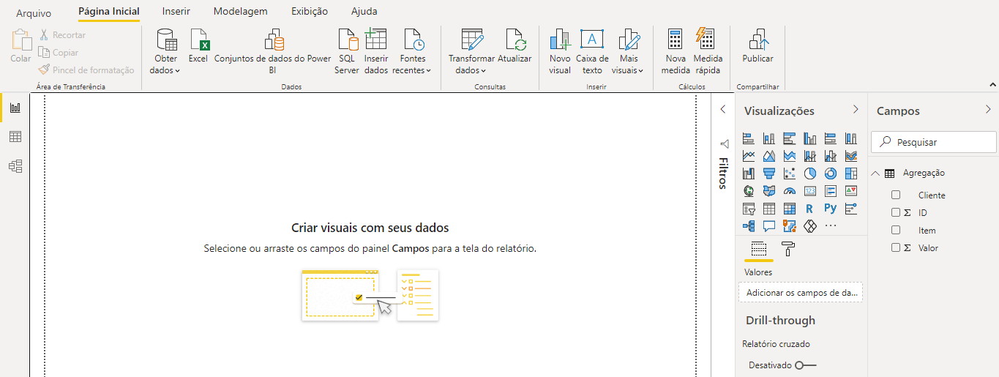 Arquivo
Página Inicial
Inserir
Modelagem
Exibição
Ajuda
Colar
Recortar
Copiar
Pincel de formatação
Área de Transferência
Obter
dados
Excel
Conjuntos de dados do Power
BI
SQL
Server
Inserir
dados
Fontes
recentes
Dados
Transformar
dados
Atualizar
Consultas
Novo
visual
Caixa de
texto
Mais
visuais
Inserir
Nova
medida
Medida
rápida
Cálculos
Publicar
Compartilhar
Criar visuais com seus dados
Selecione ou arraste os campos do painel Campos para a tela do relatório.
Filtros
Visualizações
123
R
Py
Valores
Adicionar os campos de da...
Drill-through
Relatório cruzado
Desativado
Campos
Pesquisar
Agregação
Cliente
Σ ID
Item
Σ Valor